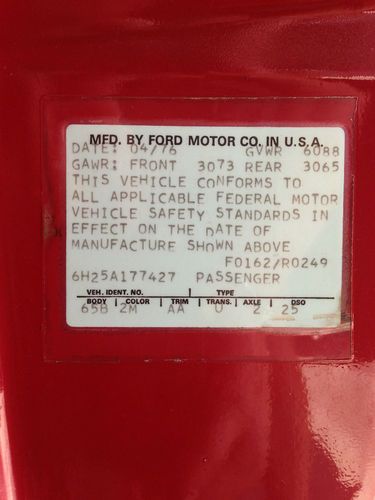 MFD. BY FORD MOTOR CO. IN U.S.A.
DATE: 04/76 GVWR 6088
GAWR: FRONT 3073 REAR 3065
THIS VEHICLE CONFORMS TO
ALL APPLICABLE FEDERAL MOTOR
VEHICLE SAFETY STANDARDS IN
EFFECT ON THE DATE OF
MANUFACTURE SHOWN ABOVE
F0162/R0249
6H25A177427 PASSENGER
VEH. IDENT. NO. TYPE
BODY COLOR TRIM TRANS. AXLE DSO
65B 2M AA U 2 25